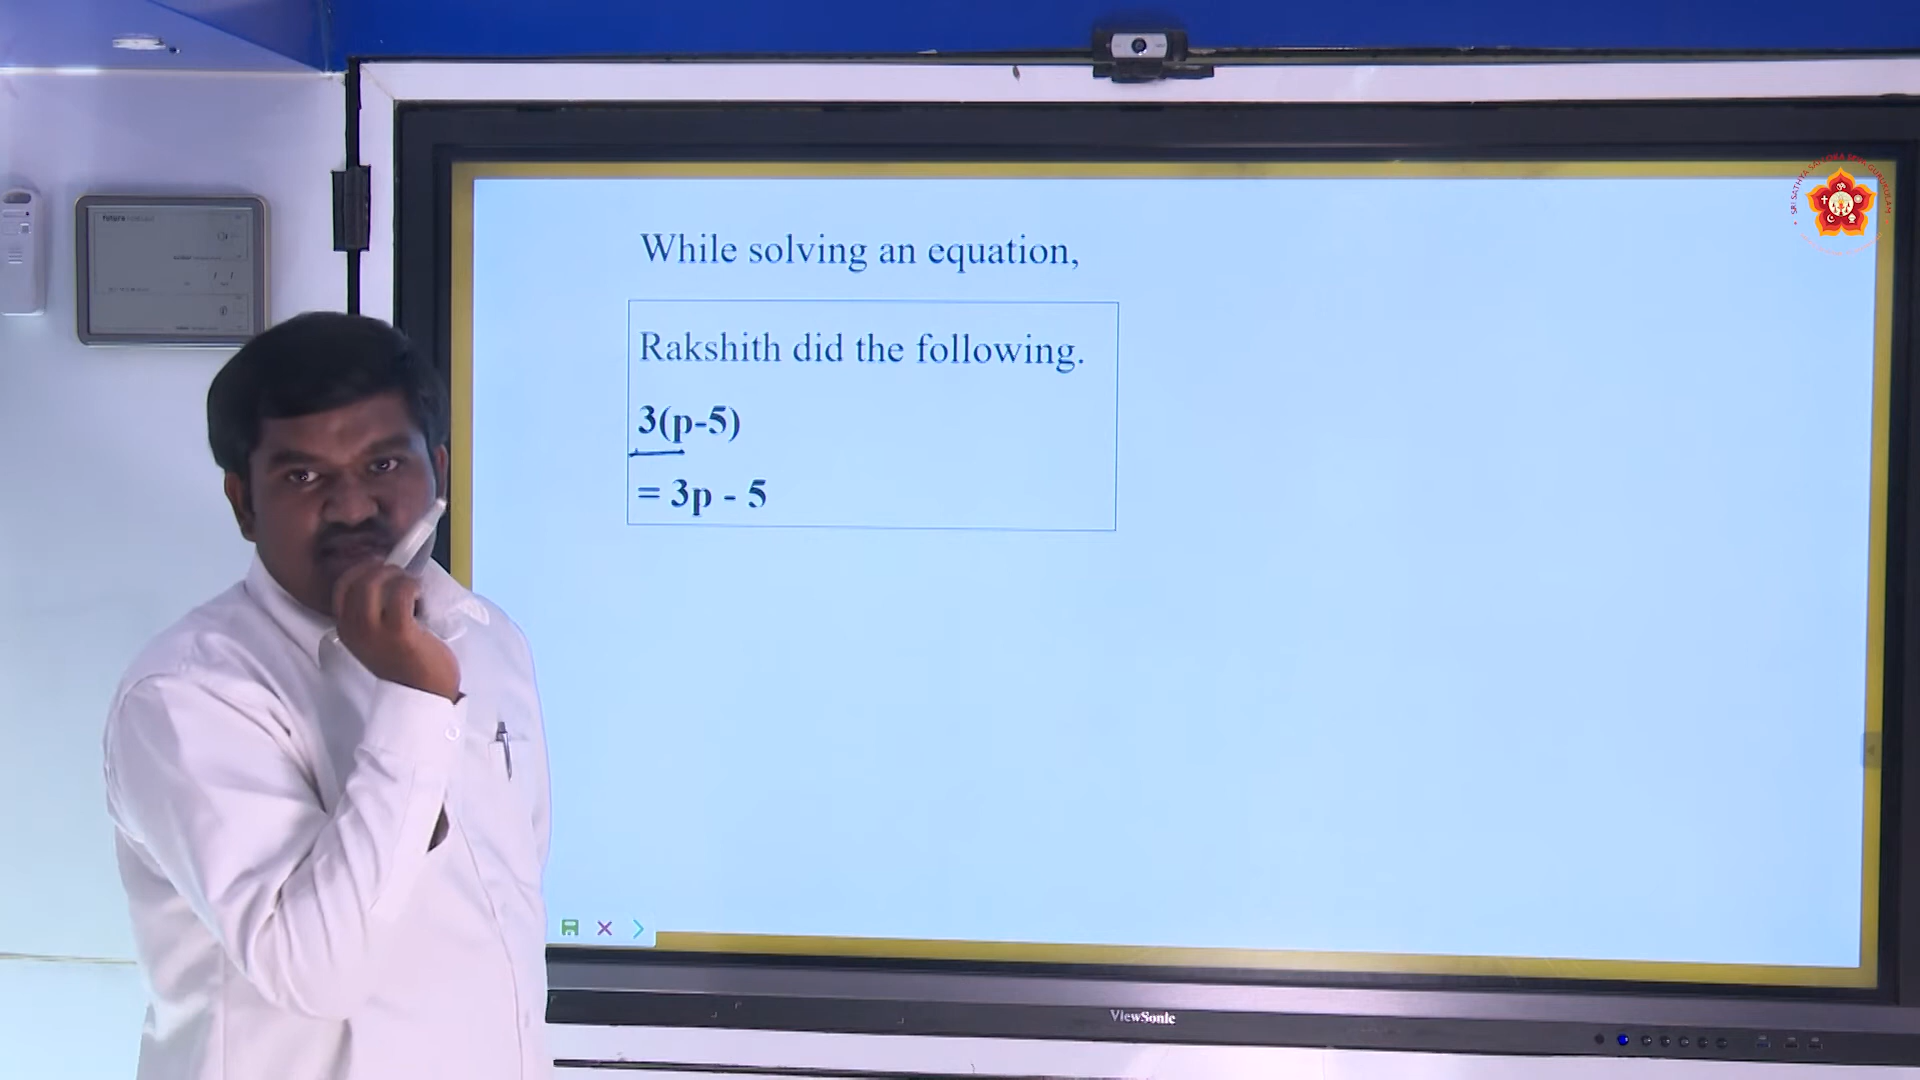 While solving an equation,
Rakshith did the following.
3(p-5)
= 3p - 5
ViewSonic